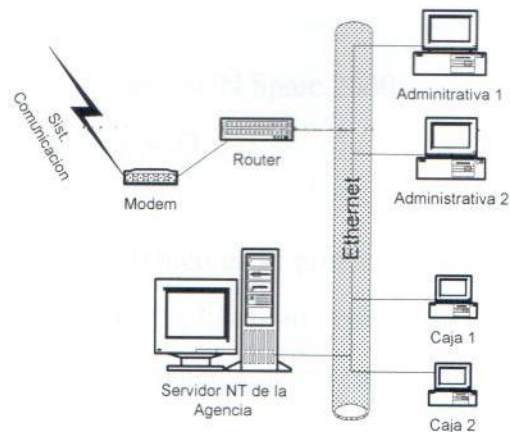 Adminitrativa 1
Sist.
Comunicacion
Router
Modem
Administrativa 2
Ethernet
Caja 1
Servidor NT de la
Agencia
Caja 2